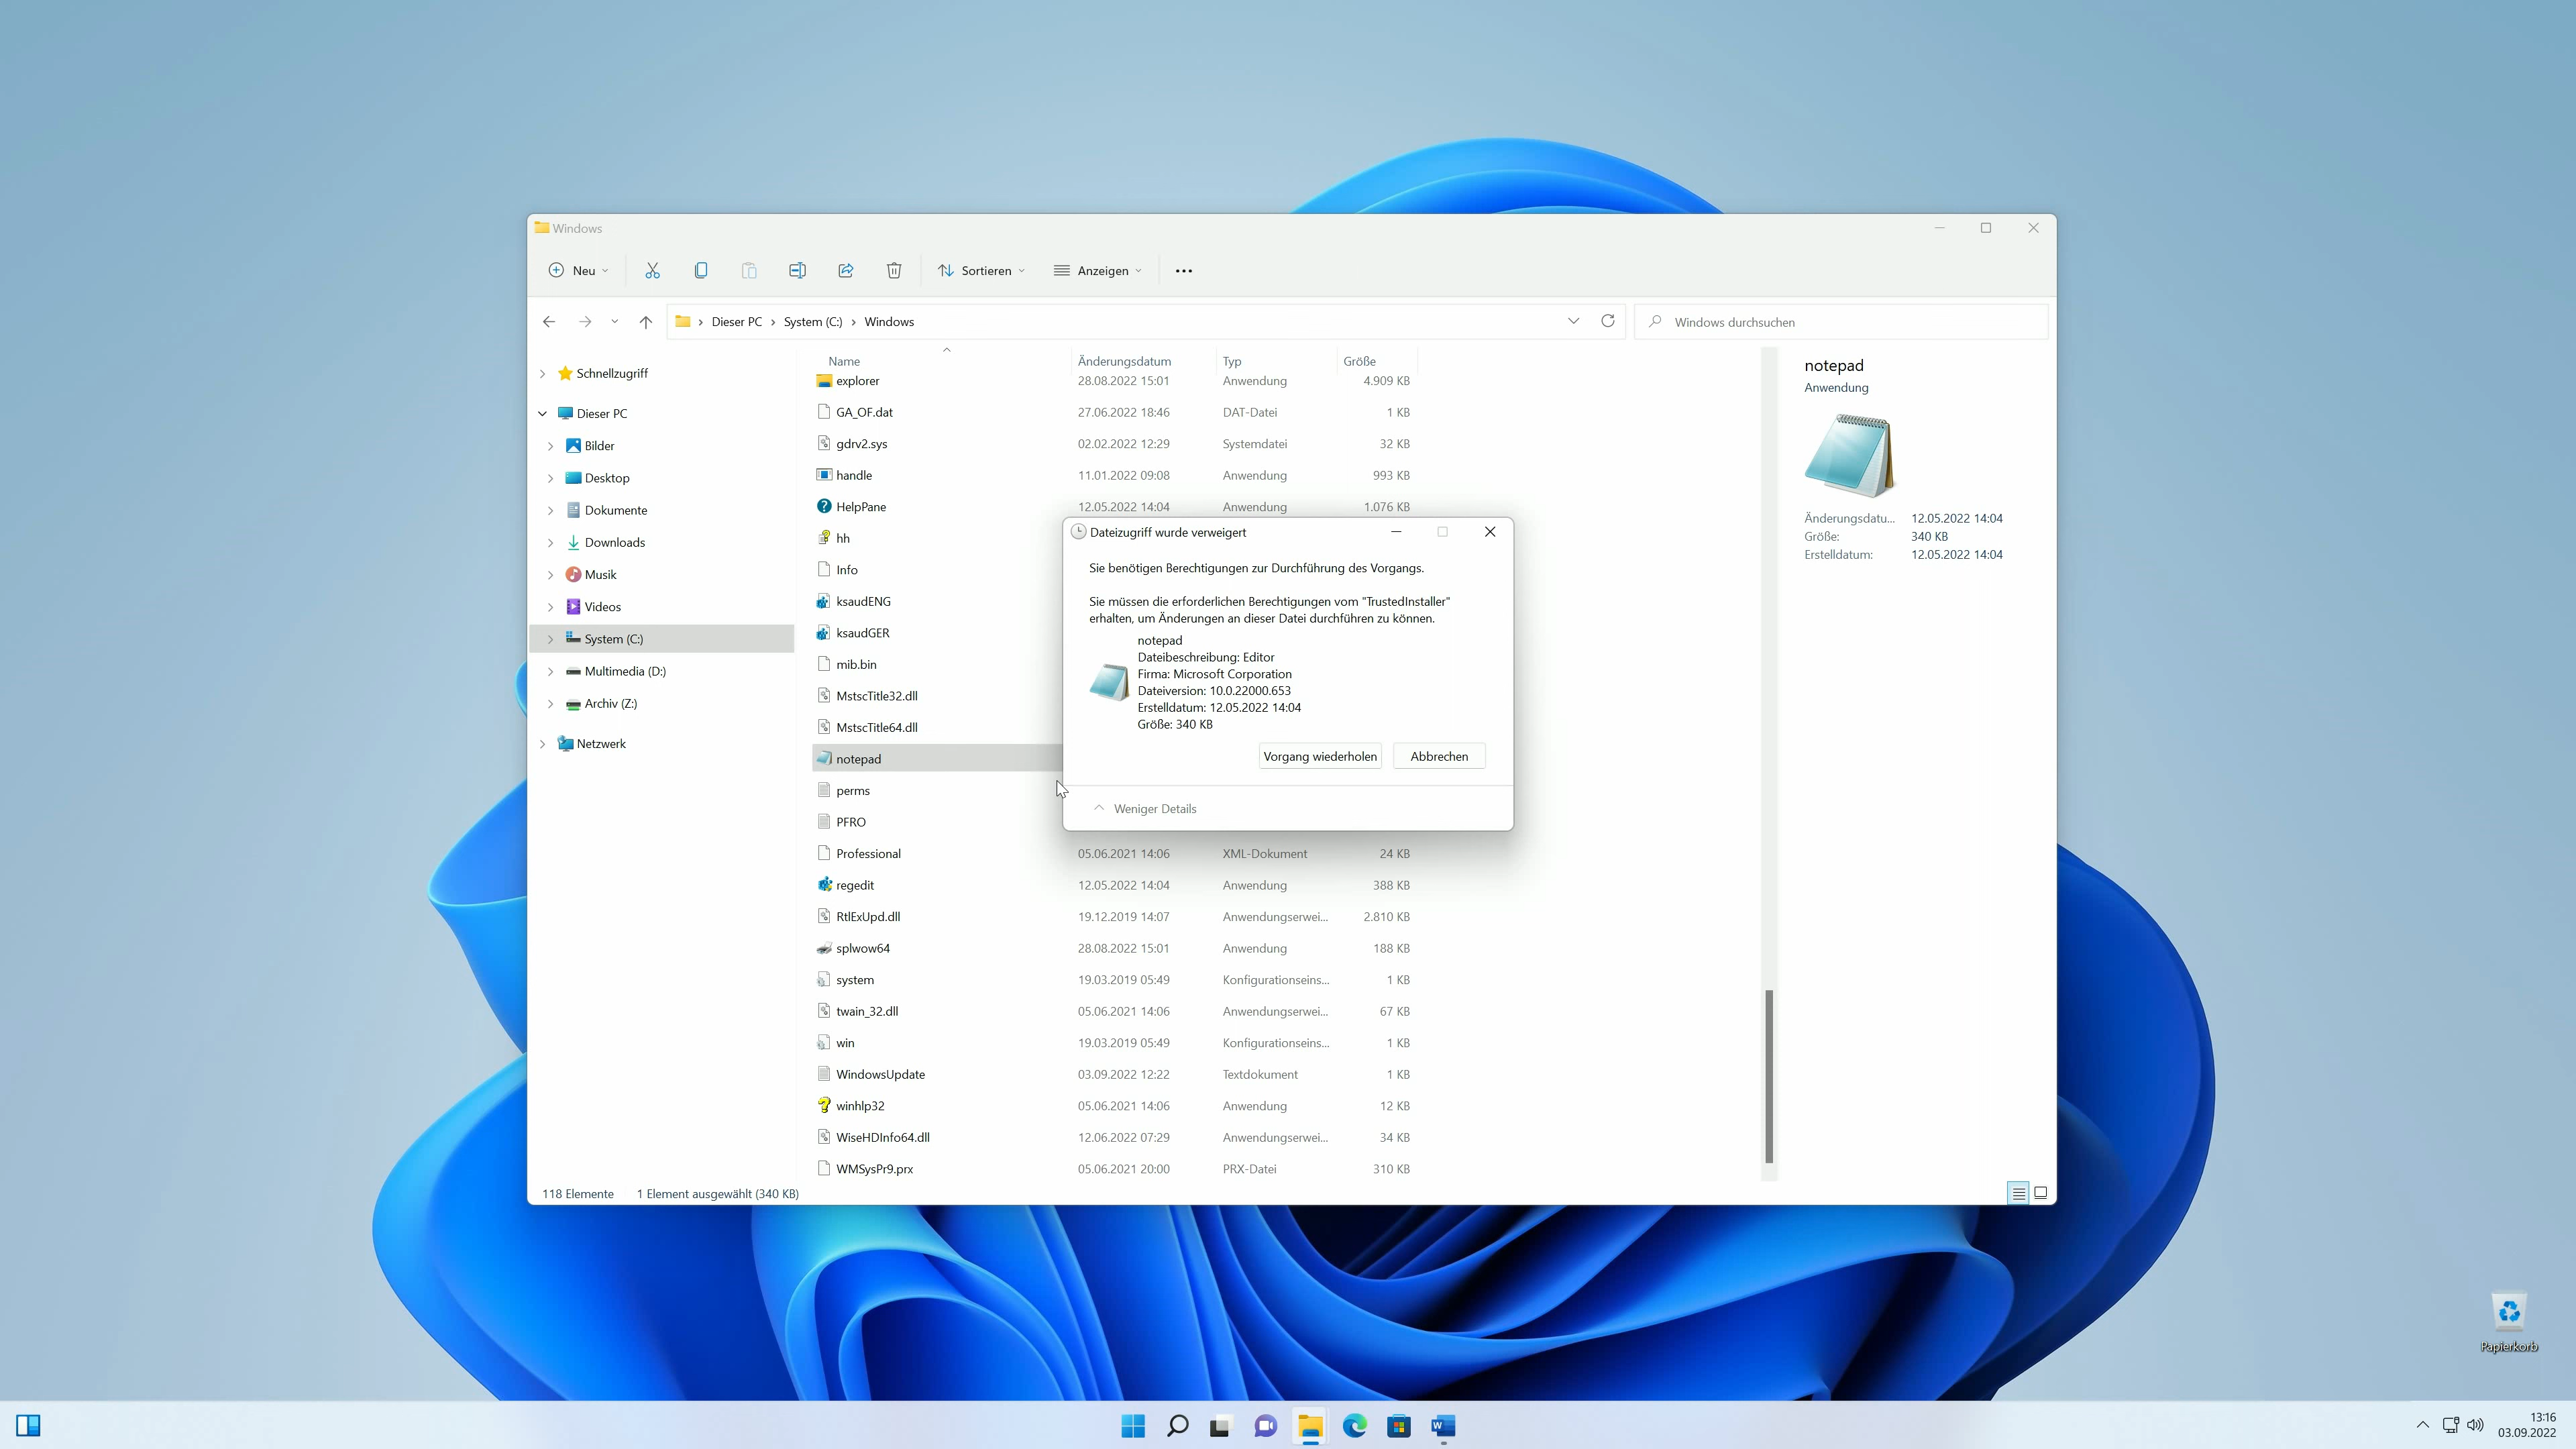 Windows
Neu
Sortieren
Anzeigen
Dieser PC
System (C:)
Windows
Windows durchsuchen
Schnellzugriff
Dieser PC
Bilder
Desktop
Dokumente
Downloads
Musik
Videos
System (C:)
Multimedia (D:)
Archiv (Z:)
Netzwerk
Name Änderungsdatum Typ Größe
explorer 28.08.2022 15:01 Anwendung 4.909 KB
GA_OF.dat 27.06.2022 18:46 DAT-Datei 1 KB
gdrv2.sys 02.02.2022 12:29 Systemdatei 32 KB
handle 11.01.2022 09:08 Anwendung 993 KB
HelpPane 12.05.2022 14:04 Anwendung 1.076 KB
hh
Info
ksaudENG
ksaudGER
mib.bin
MstscTitle32.dll
MstscTitle64.dll
notepad
perms
PFRO
Professional 05.06.2021 14:06 XML-Dokument 24 KB
regedit 12.05.2022 14:04 Anwendung 388 KB
RtlExUpd.dll 19.12.2019 14:07 Anwendungserwei... 2.810 KB
splwow64 28.08.2022 15:01 Anwendung 188 KB
system 19.03.2019 05:49 Konfigurationseins... 1 KB
twain_32.dll 05.06.2021 14:06 Anwendungserwei... 67 KB
win 19.03.2019 05:49 Konfigurationseins... 1 KB
WindowsUpdate 03.09.2022 12:22 Textdokument 1 KB
winhlp32 05.06.2021 14:06 Anwendung 12 KB
WiseHDInfo64.dll 12.06.2022 07:29 Anwendungserwei... 34 KB
WMSysPr9.prx 05.06.2021 20:00 PRX-Datei 310 KB
Dateizugriff wurde verweigert
Sie benötigen Berechtigungen zur Durchführung des Vorgangs.
Sie müssen die erforderlichen Berechtigungen vom "TrustedInstaller"
erhalten, um Änderungen an dieser Datei durchführen zu können.
notepad
Dateibeschreibung: Editor
Firma: Microsoft Corporation
Dateiversion: 10.0.22000.653
Erstelldatum: 12.05.2022 14:04
Größe: 340 KB
Vorgang wiederholen
Abbrechen
Weniger Details
notepad
Anwendung
Änderungsdatu... 12.05.2022 14:04
Größe: 340 KB
Erstelldatum: 12.05.2022 14:04
118 Elemente
1 Element ausgewählt (340 KB)
Papierkorb
W
13:16
03.09.2022